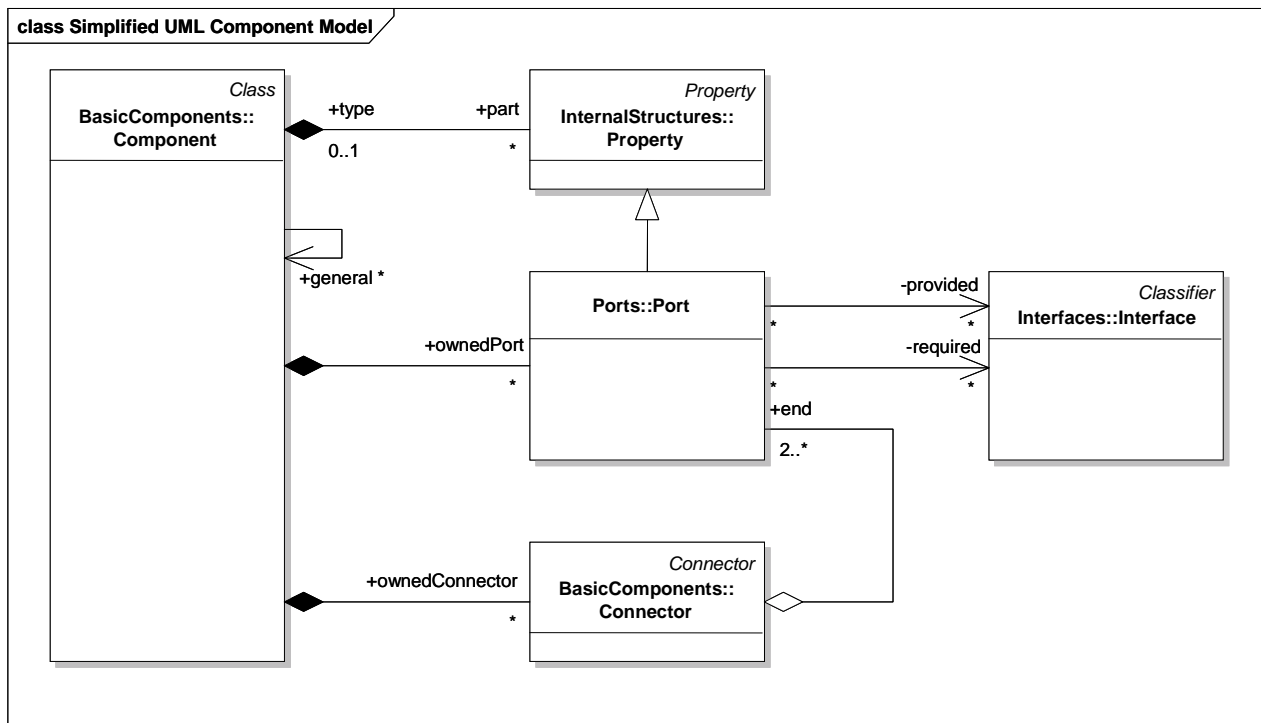 class Simplified UML Component Model
Class
BasicComponents::
Component
+type
+part
0..1
*
Property
InternalStructures::
Property
+general *
Ports::Port
+ownedPort
*
-provided
*
*
-required
*
*
Classifier
Interfaces::Interface
+end
2..*
+ownedConnector
*
Connector
BasicComponents::
Connector